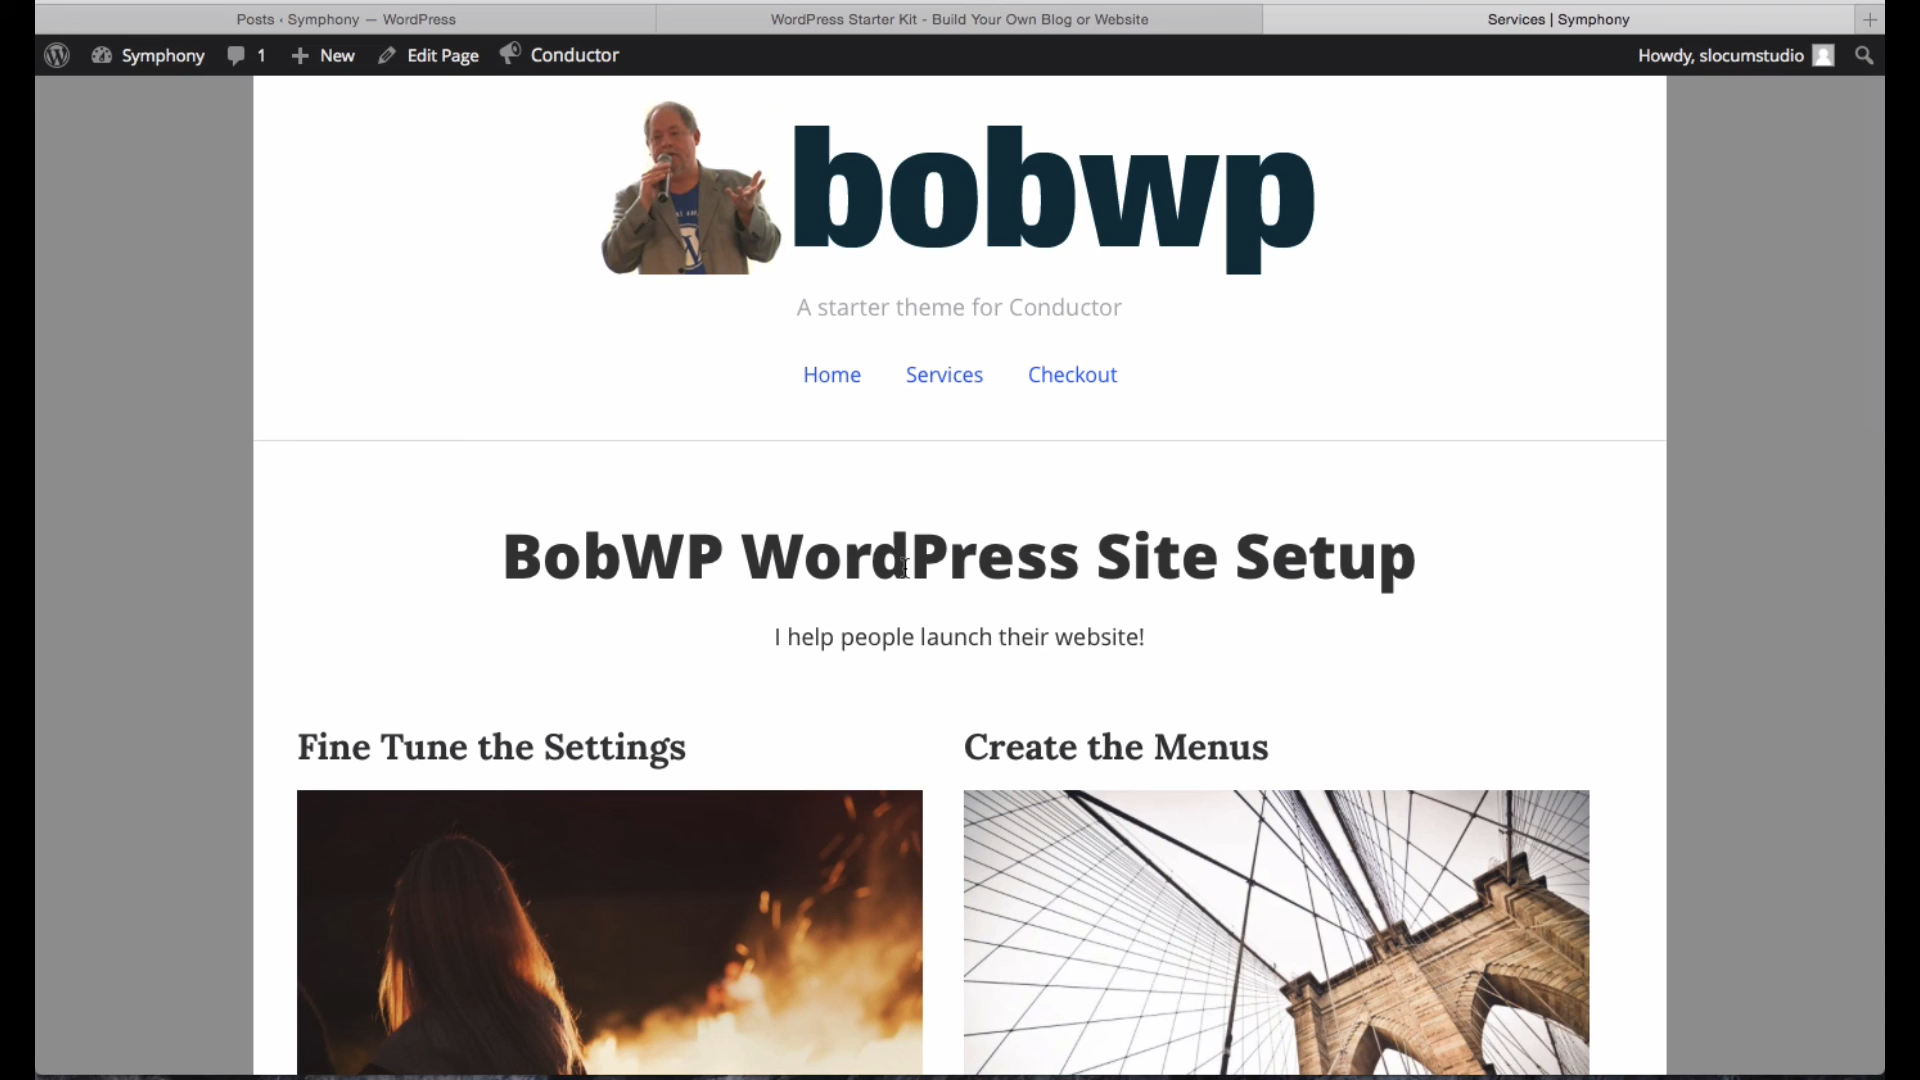 Posts ‹ Symphony — WordPress
WordPress Starter Kit - Build Your Own Blog or Website
Services | Symphony
Symphony 1 New Edit Page Conductor
Howdy, slocumstudio
bobwp
A starter theme for Conductor
Home Services Checkout
BobWP WordPress Site Setup
I help people launch their website!
Fine Tune the Settings
Create the Menus